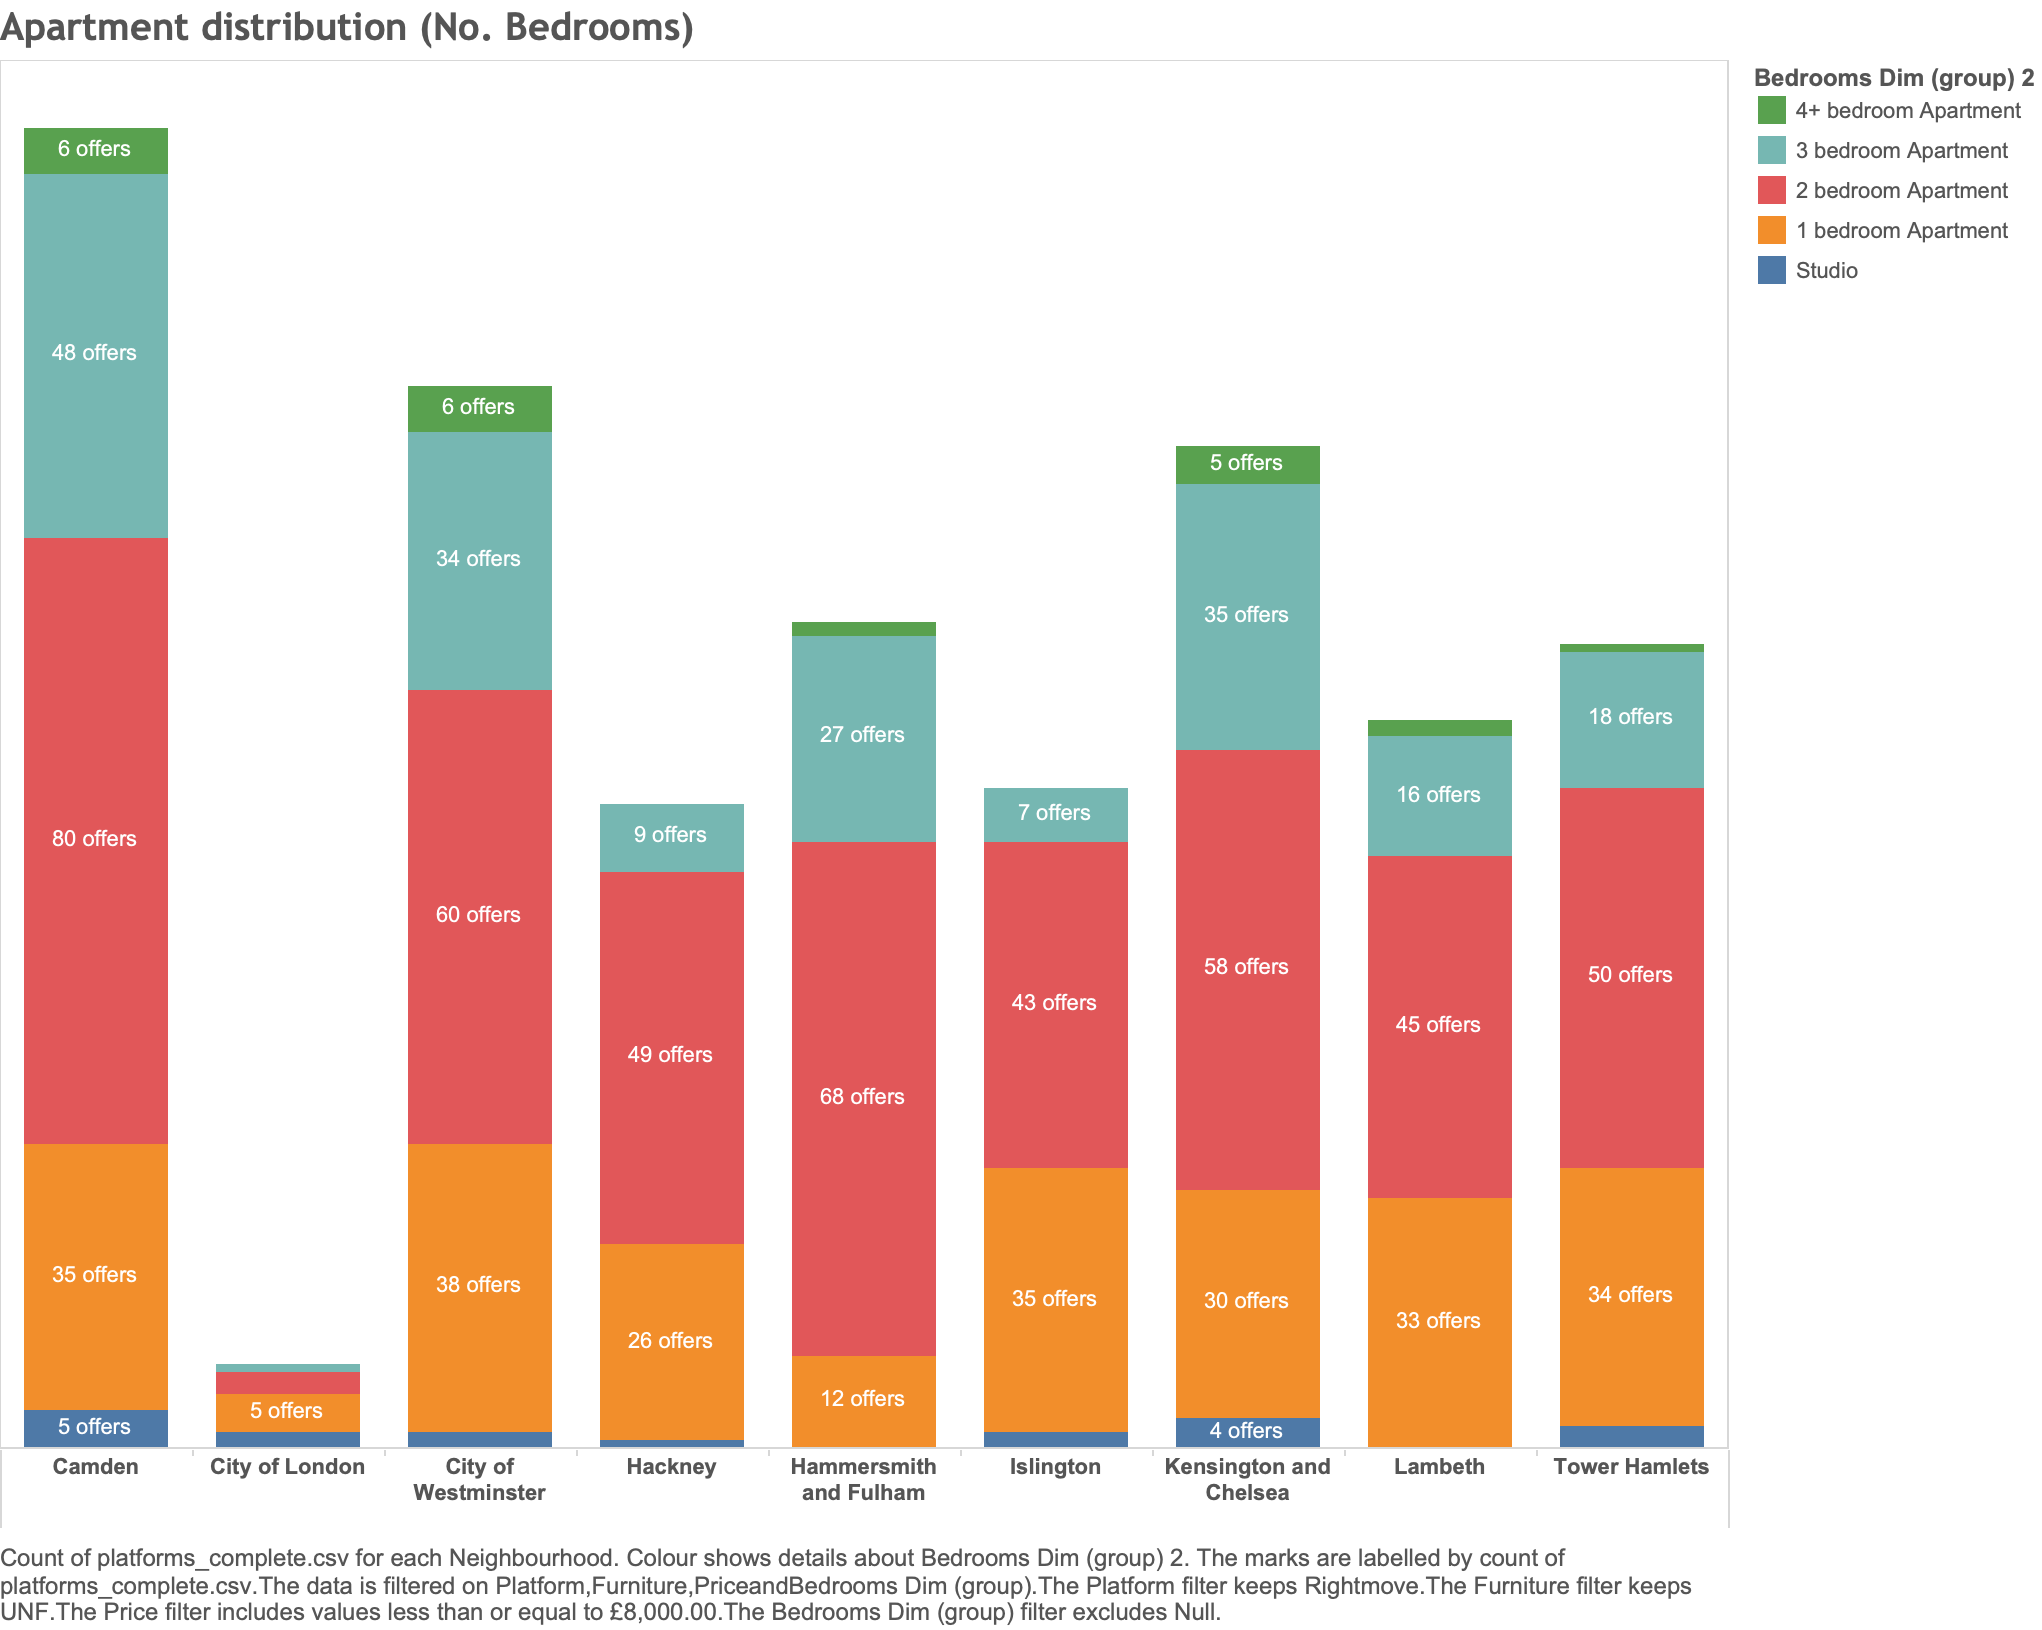 Apartment distribution (No. Bedrooms)
Bedrooms Dim (group) 2
4+ bedroom Apartment
3 bedroom Apartment
2 bedroom Apartment
1 bedroom Apartment
Studio
6 offers
48 offers
80 offers
35 offers
5 offers
5 offers
6 offers
34 offers
60 offers
38 offers
9 offers
49 offers
26 offers
27 offers
68 offers
12 offers
7 offers
43 offers
35 offers
5 offers
35 offers
58 offers
30 offers
4 offers
16 offers
45 offers
33 offers
18 offers
50 offers
34 offers
Camden
City of London
City of
Westminster
Hackney
Hammersmith
and Fulham
Islington
Kensington and
Chelsea
Lambeth
Tower Hamlets
Count of platforms_complete.csv for each Neighbourhood. Colour shows details about Bedrooms Dim (group) 2. The marks are labelled by count of
platforms_complete.csv.The data is filtered on Platform,Furniture,PriceandBedrooms Dim (group).The Platform filter keeps Rightmove.The Furniture filter keeps
UNF.The Price filter includes values less than or equal to £8,000.00.The Bedrooms Dim (group) filter excludes Null.